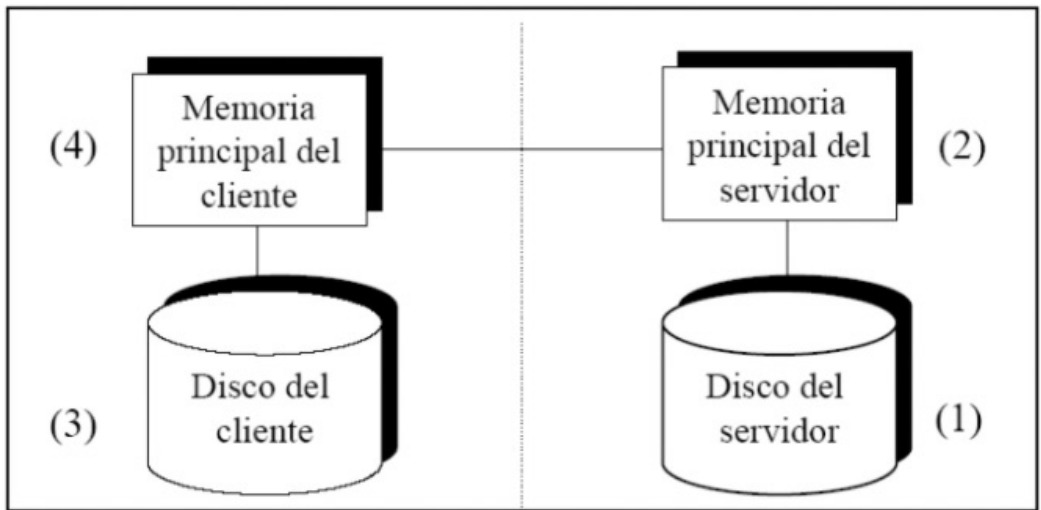 (4)
Memoria
principal del
cliente
Memoria
principal del
servidor
(2)
(3)
Disco del
cliente
Disco del
servidor
(1)